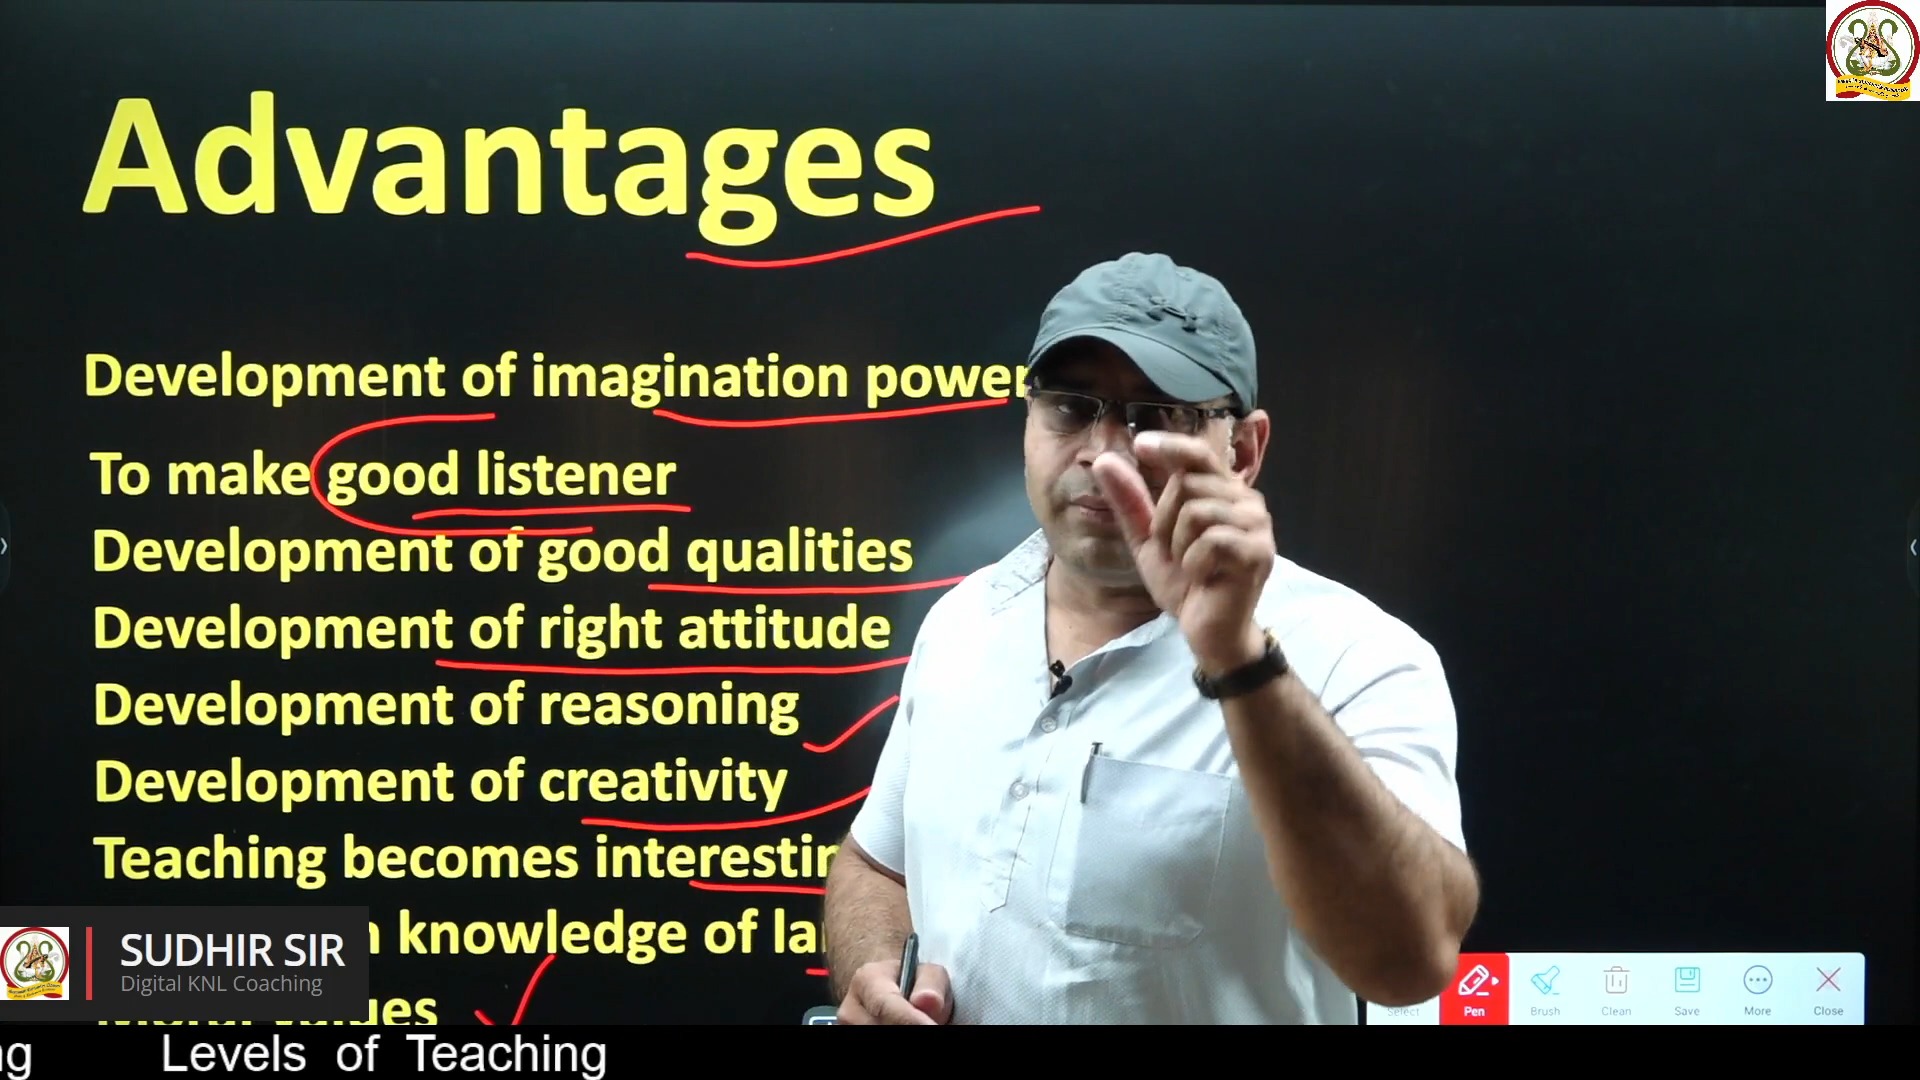 Advantages
Development of imagination power
To make good listener
Development of good qualities
Development of right attitude
Development of reasoning
Development of creativity
Teaching becomes
knowledge of
SUDHIR SIR
Digital KNL Coaching
Select
Pen
Brush
Clean
Save
More
Close
Levels of Teaching